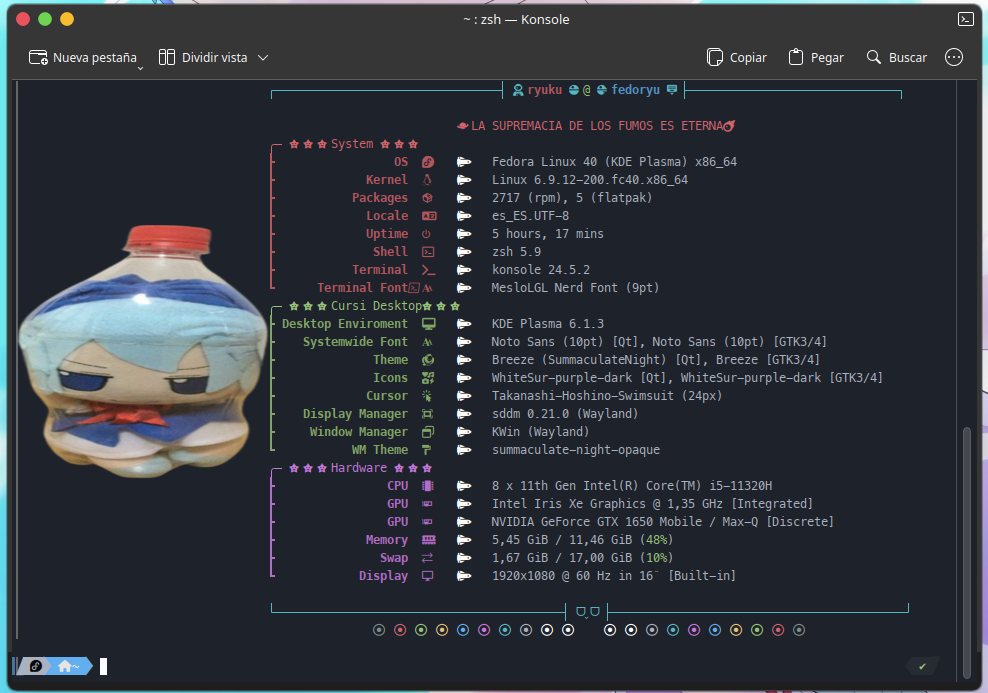 ~ : zsh — Konsole
Nueva pestaña Dividir vista Copiar Pegar Buscar
ryuku @ fedoryu
LA SUPREMACIA DE LOS FUMOS ES ETERNA
System
OS Fedora Linux 40 (KDE Plasma) x86_64
Kernel Linux 6.9.12-200.fc40.x86_64
Packages 2717 (rpm), 5 (flatpak)
Locale es_ES.UTF-8
Uptime 5 hours, 17 mins
Shell zsh 5.9
Terminal konsole 24.5.2
Terminal Font MesloLGL Nerd Font (9pt)
Cursi Desktop
Desktop Enviroment KDE Plasma 6.1.3
Systemwide Font Noto Sans (10pt) [Qt], Noto Sans (10pt) [GTK3/4]
Theme Breeze (SummaculateNight) [Qt], Breeze [GTK3/4]
Icons WhiteSur-purple-dark [Qt], WhiteSur-purple-dark [GTK3/4]
Cursor Takanashi-Hoshino-Swimsuit (24px)
Display Manager sddm 0.21.0 (Wayland)
Window Manager KWin (Wayland)
WM Theme summaculate-night-opaque
Hardware
CPU 8 x 11th Gen Intel(R) Core(TM) i5-11320H
GPU Intel Iris Xe Graphics @ 1,35 GHz [Integrated]
GPU NVIDIA GeForce GTX 1650 Mobile / Max-Q [Discrete]
Memory 5,45 GiB / 11,46 GiB (48%)
Swap 1,67 GiB / 17,00 GiB (10%)
Display 1920x1080 @ 60 Hz in 16″ [Built-in]
~